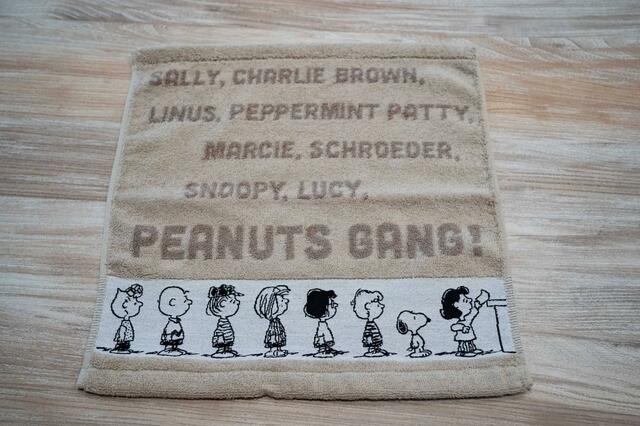 SALLY, CHARLIE BROWN,
LINUS, PEPPERMINT PATTY,
MARCIE, SCHROEDER,
SNOOPY, LUCY,
PEANUTS GANG!